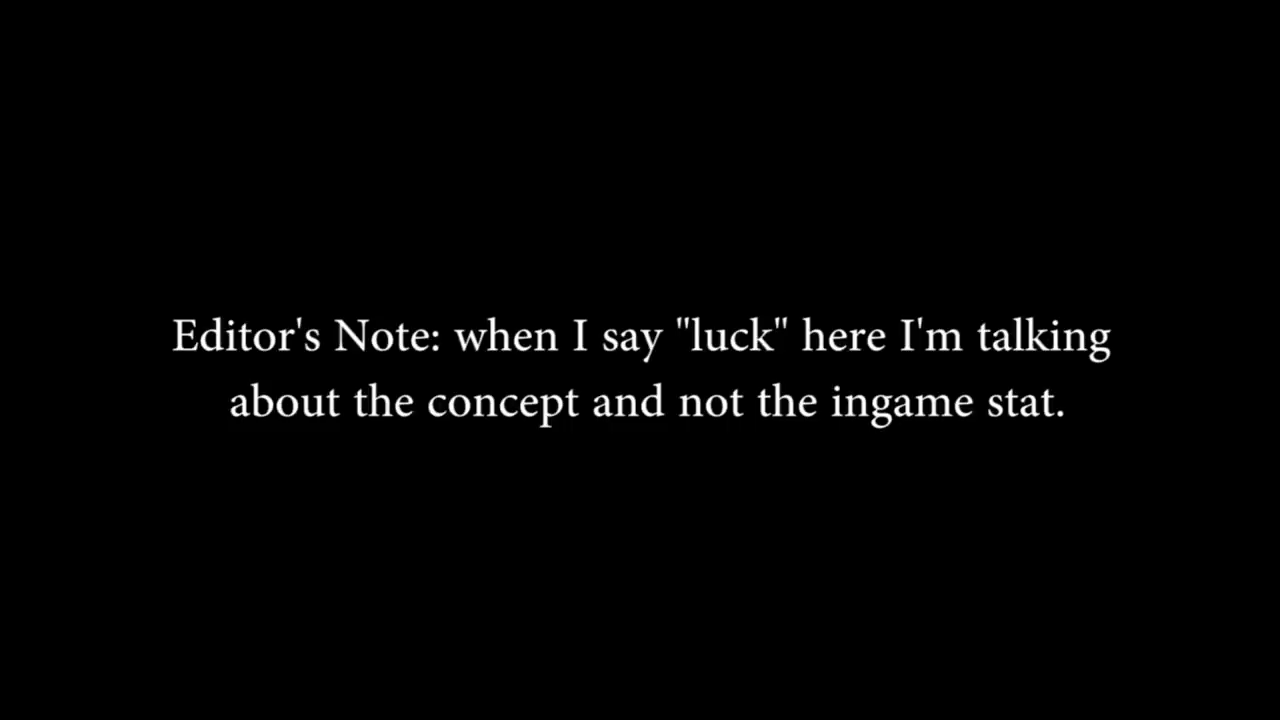 Editor's Note: when I say "luck" here I'm talking
about the concept and not the ingame stat.